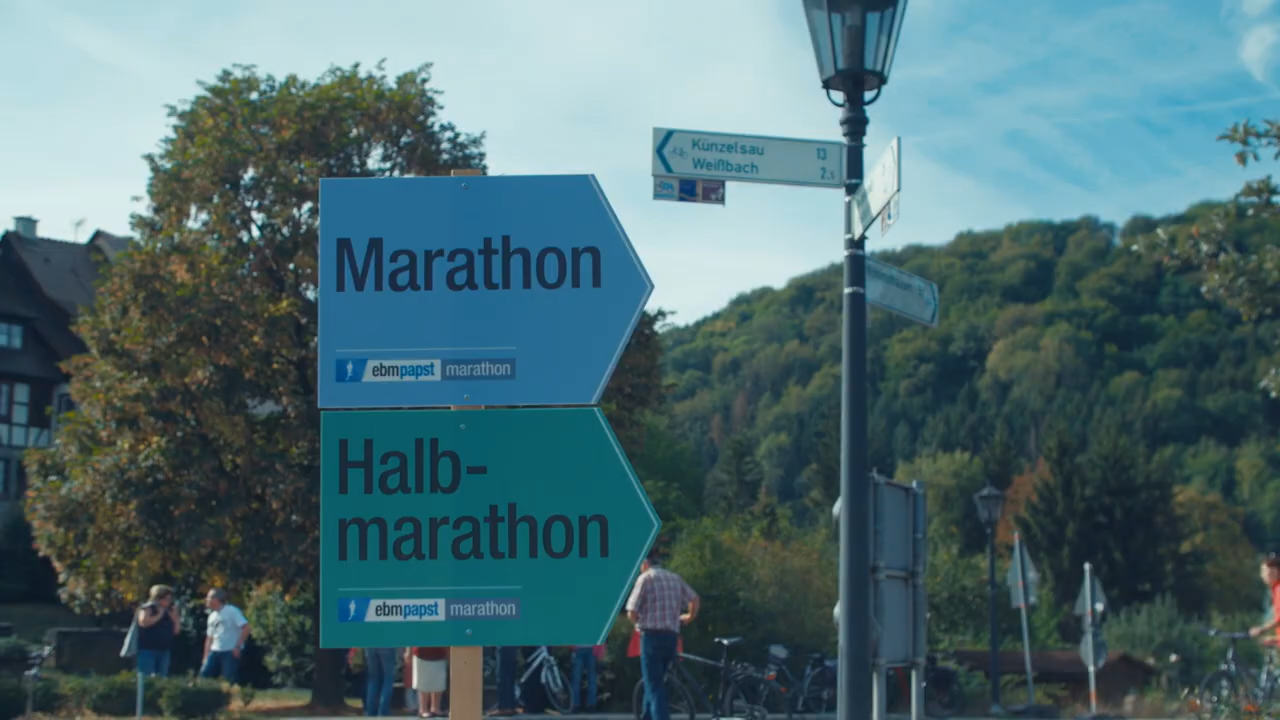 Künzelsau 13
Weißbach 2,5
Marathon
ebmpapst marathon
Halb-
marathon
ebmpapst marathon